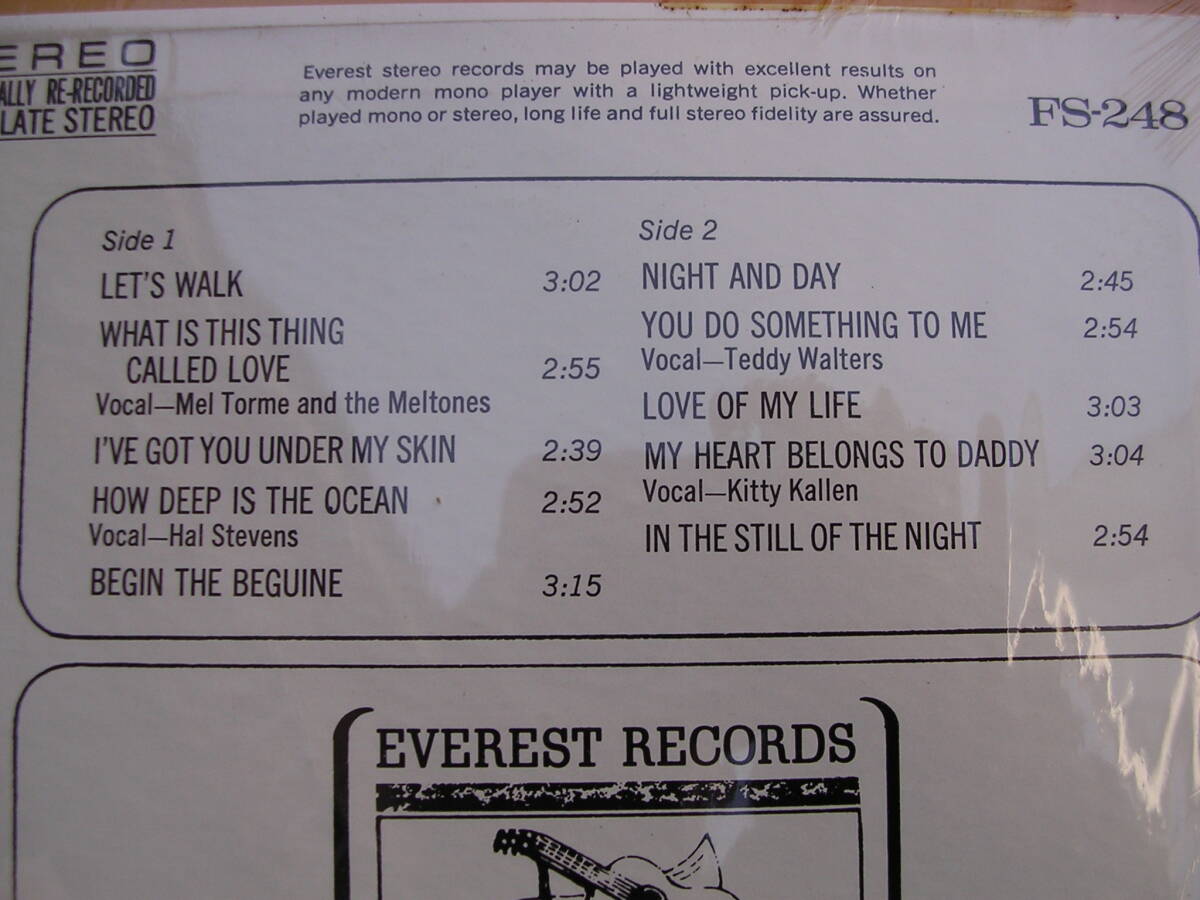 EREO
ALLY RE-RECORDED
LATE STEREO
Everest stereo records may be played with excellent results on
any modern mono player with a lightweight pick-up. Whether
played mono or stereo, long life and full stereo fidelity are assured.
FS-248
Side 1
LET'S WALK 3:02
WHAT IS THIS THING
CALLED LOVE 2:55
Vocal—Mel Torme and the Meltones
I'VE GOT YOU UNDER MY SKIN 2:39
HOW DEEP IS THE OCEAN 2:52
Vocal—Hal Stevens
BEGIN THE BEGUINE 3:15
Side 2
NIGHT AND DAY 2:45
YOU DO SOMETHING TO ME 2:54
Vocal—Teddy Walters
LOVE OF MY LIFE 3:03
MY HEART BELONGS TO DADDY 3:04
Vocal—Kitty Kallen
IN THE STILL OF THE NIGHT 2:54
EVEREST RECORDS